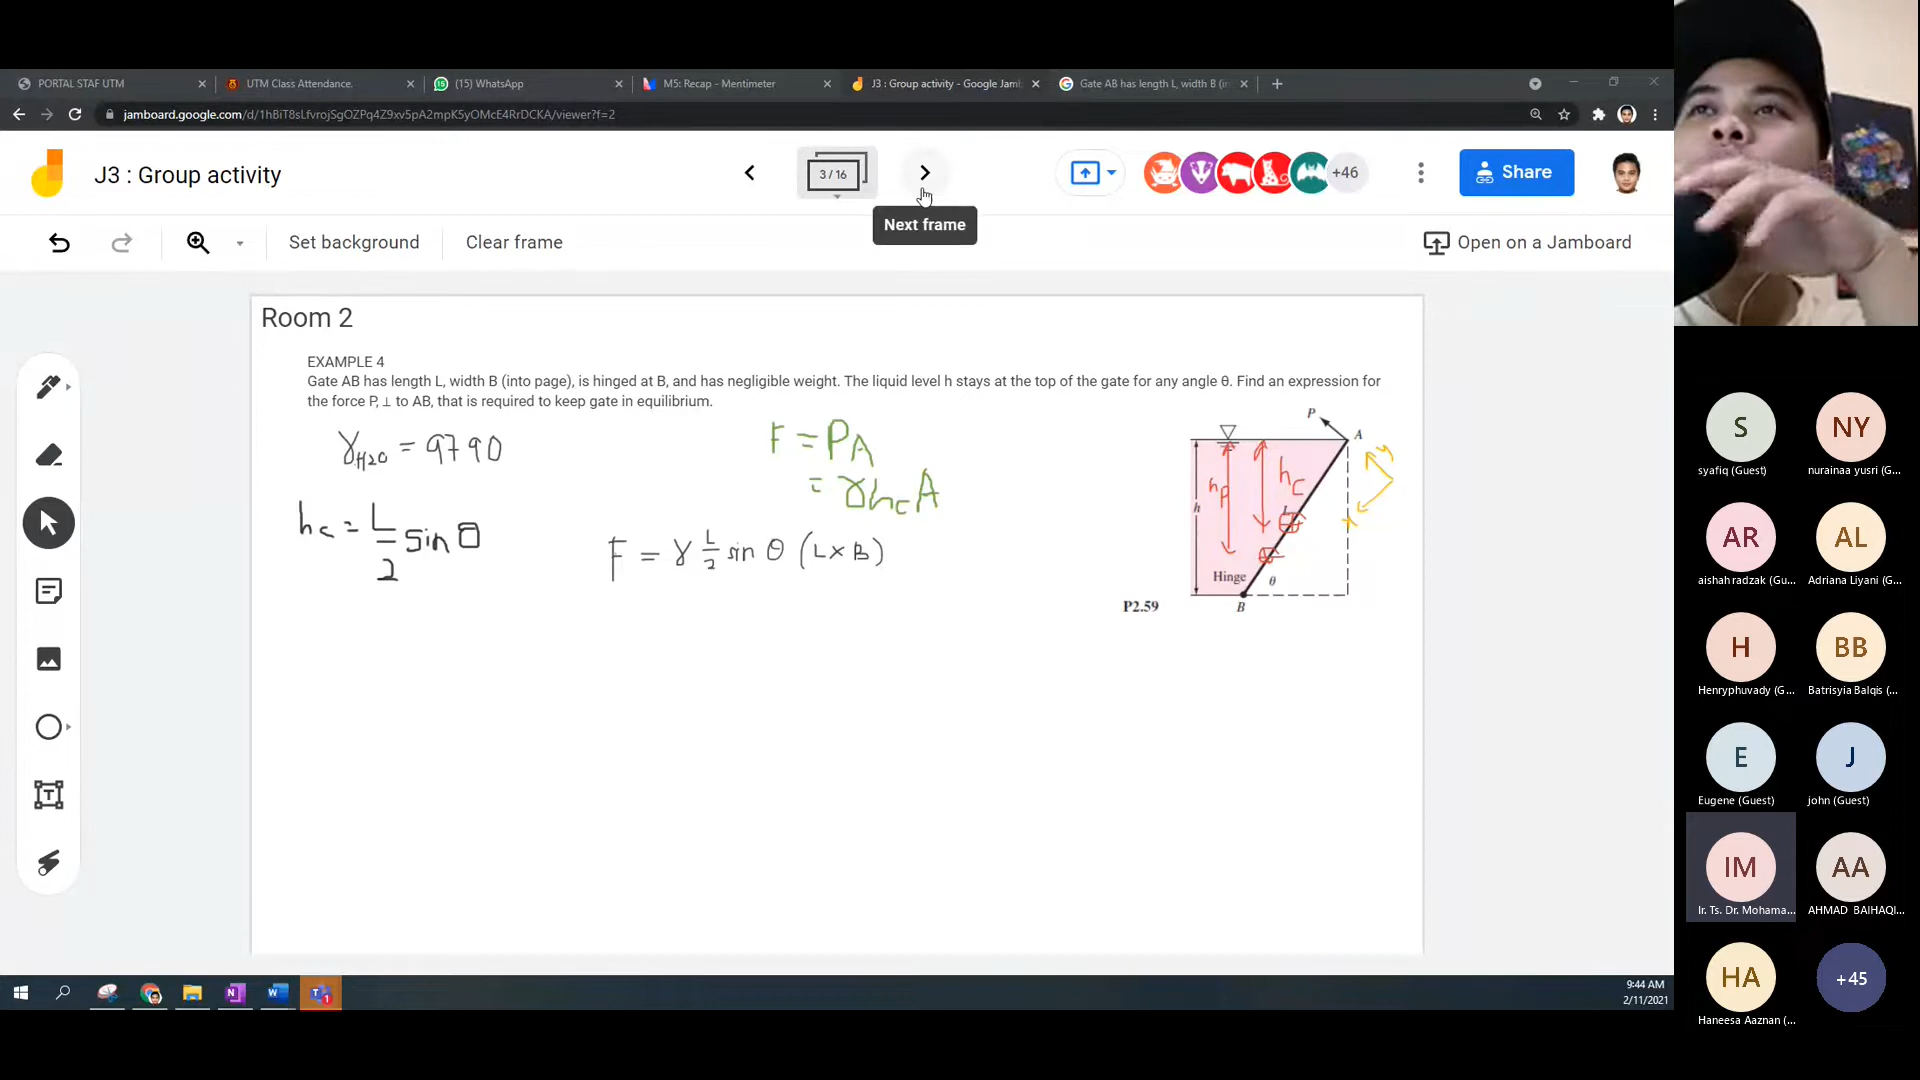 PORTAL STAF UTM
UTM Class Attendance.
(15) WhatsApp
M5: Recap - Mentimeter
J3 : Group activity - Google Jam
Gate AB has length L, width B (in
jamboard.google.com/d/1hBiT8sLfvrojSgOZPq4Z9xv5pA2mpK5yOMcE4RrDCKA/viewer?f=2
J3 : Group activity
3 / 16
+46
Share
Next frame
Set background
Clear frame
Open on a Jamboard
Room 2
EXAMPLE 4
Gate AB has length L, width B (into page), is hinged at B, and has negligible weight. The liquid level h stays at the top of the gate for any angle θ. Find an expression for
the force P, ⊥ to AB, that is required to keep gate in equilibrium.
γH2O = 9790
F = PA
= γhcA
hc = L/2 sin θ
F = γ L/2 sin θ (L × B)
P
A
hp
hc
h
L
Hinge
θ
P2.59
B
S
syafiq (Guest)
NY
nurainaa yusri (G...
AR
aishah radzak (Gu...
AL
Adriana Liyani (G...
H
Henryphuvady (G...
BB
Batrisyia Balqis (...
E
Eugene (Guest)
J
john (Guest)
IM
Ir. Ts. Dr. Mohama...
AA
AHMAD BAIHAQI...
HA
Haneesa Aaznan (...
+45
9:44 AM
2/11/2021